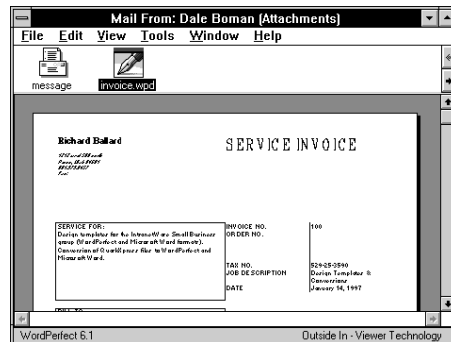 Mail From: Dale Boman (Attachments)
File Edit View Tools Window Help
message invoice.wpd
Richard Ballard
SERVICE INVOICE
SERVICE FOR:
Design templates for the IntranetWare Small Business
group (WordPerfect and Microsoft Word formats).
Conversion of QuarkXpress files to WordPerfect and
Microsoft Word.
INVOICE NO. 100
ORDER NO.
TAX NO. 529-25-3590
JOB DESCRIPTION Design Templates &
Conversions
DATE January 14, 1997
BILL TO
WordPerfect 6.1 Outside In - Viewer Technology